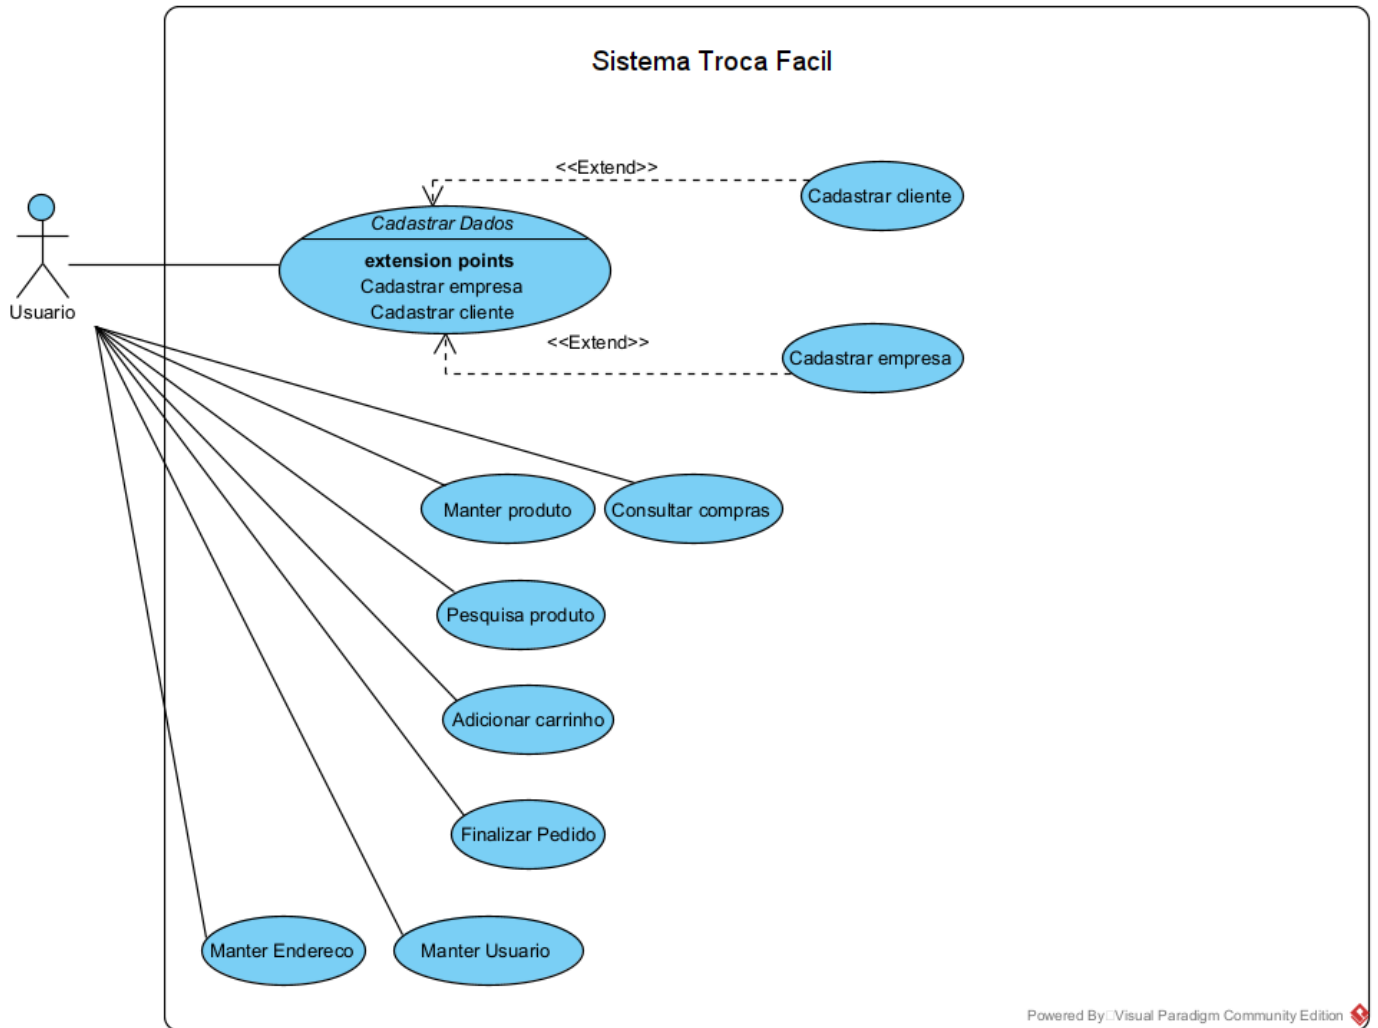 Sistema Troca Facil
<<Extend>>
Cadastrar cliente
Cadastrar Dados
extension points
Cadastrar empresa
Cadastrar cliente
Usuario
<<Extend>>
Cadastrar empresa
Manter produto
Consultar compras
Pesquisa produto
Adicionar carrinho
Finalizar Pedido
Manter Endereco
Manter Usuario
Powered By Visual Paradigm Community Edition